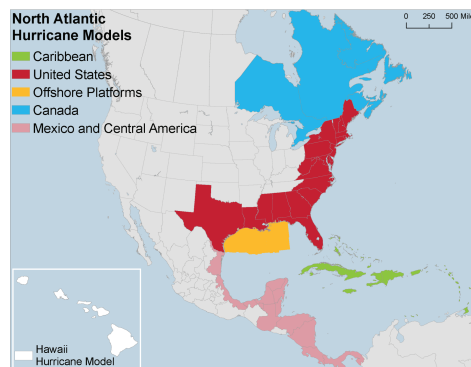 North Atlantic
Hurricane Models
Caribbean
United States
Offshore Platforms
Canada
Mexico and Central America
0 250 500 Mil
Hawaii
Hurricane Model